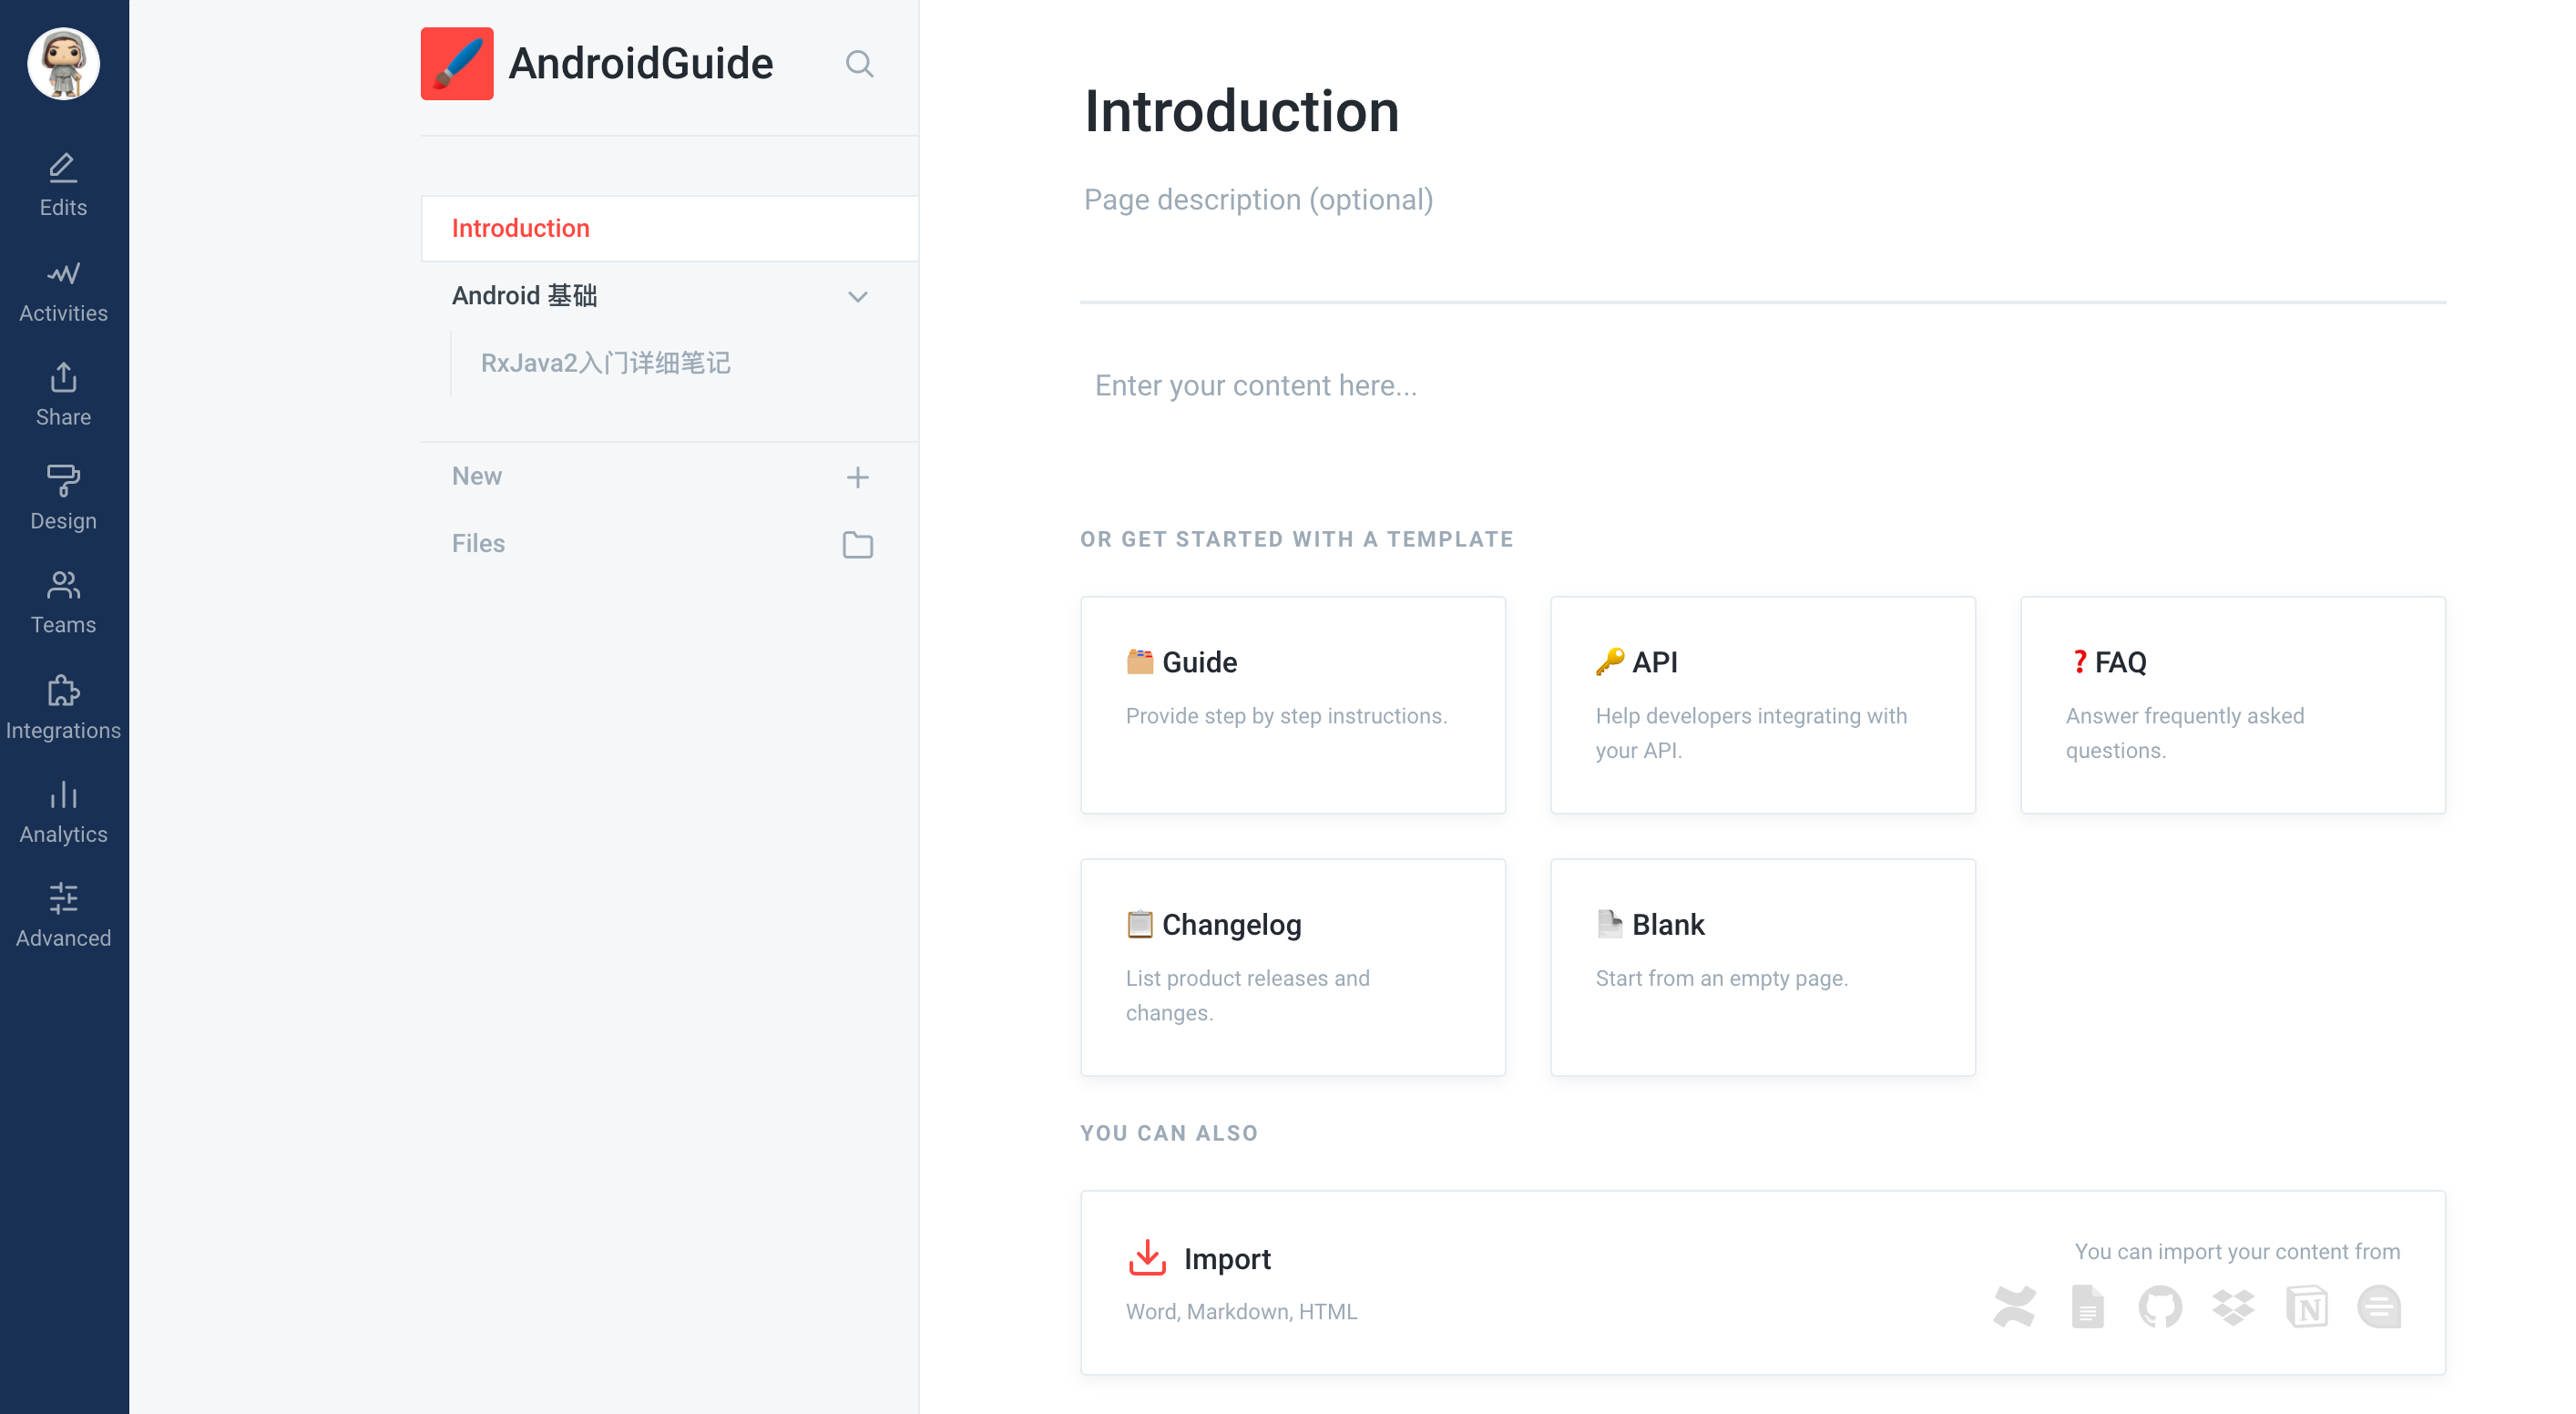 Edits
Activities
Share
Design
Teams
Integrations
Analytics
Advanced
AndroidGuide
Introduction
Android 基础
RxJava2入门详细笔记
New
Files
Introduction
Page description (optional)
Enter your content here...
OR GET STARTED WITH A TEMPLATE
Guide
Provide step by step instructions.
API
Help developers integrating with
your API.
FAQ
Answer frequently asked
questions.
Changelog
List product releases and
changes.
Blank
Start from an empty page.
YOU CAN ALSO
Import
Word, Markdown, HTML
You can import your content from